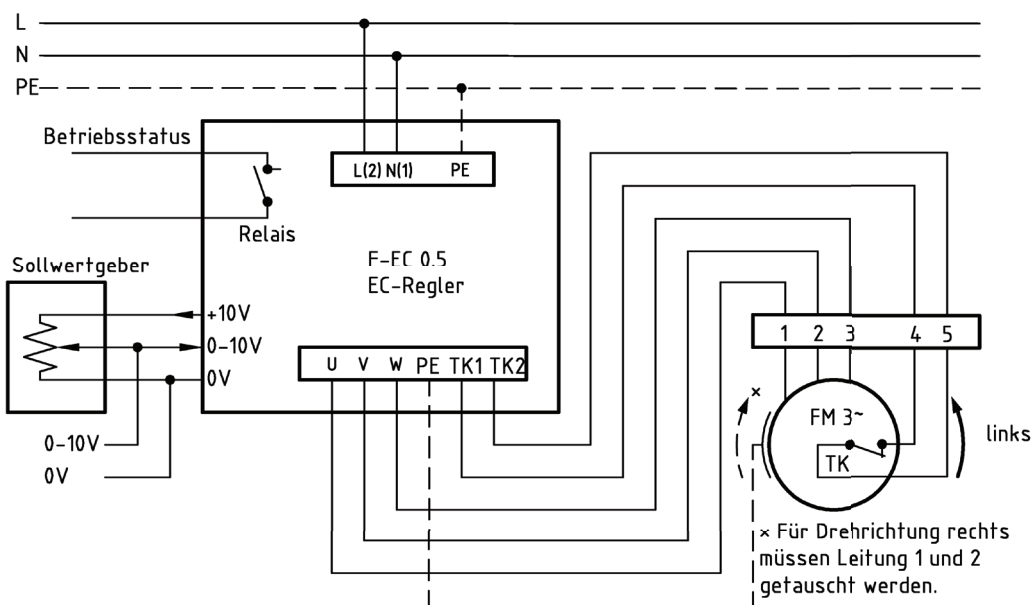 L
N
PE
Betriebsstatus
L(2) N(1) PE
Relais
E-EC 0.5
EC-Regler
Sollwertgeber
+10V
0-10V
0V
U V W PE TK1 TK2
1 2 3 4 5
×
FM 3~
TK
links
0-10V
0V
× Für Drehrichtung rechts
müssen Leitung 1 und 2
getauscht werden.